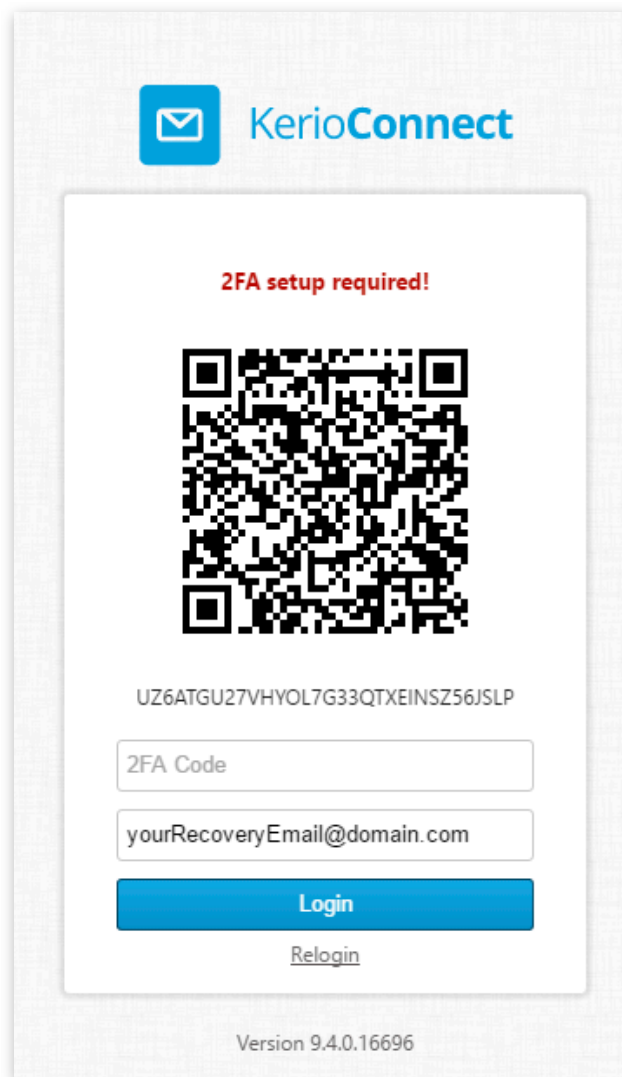 KerioConnect
2FA setup required!
UZ6ATGU27VHYOL7G33QTXEINSZ56JSLP
2FA Code
yourRecoveryEmail@domain.com
Login
Relogin
Version 9.4.0.16696